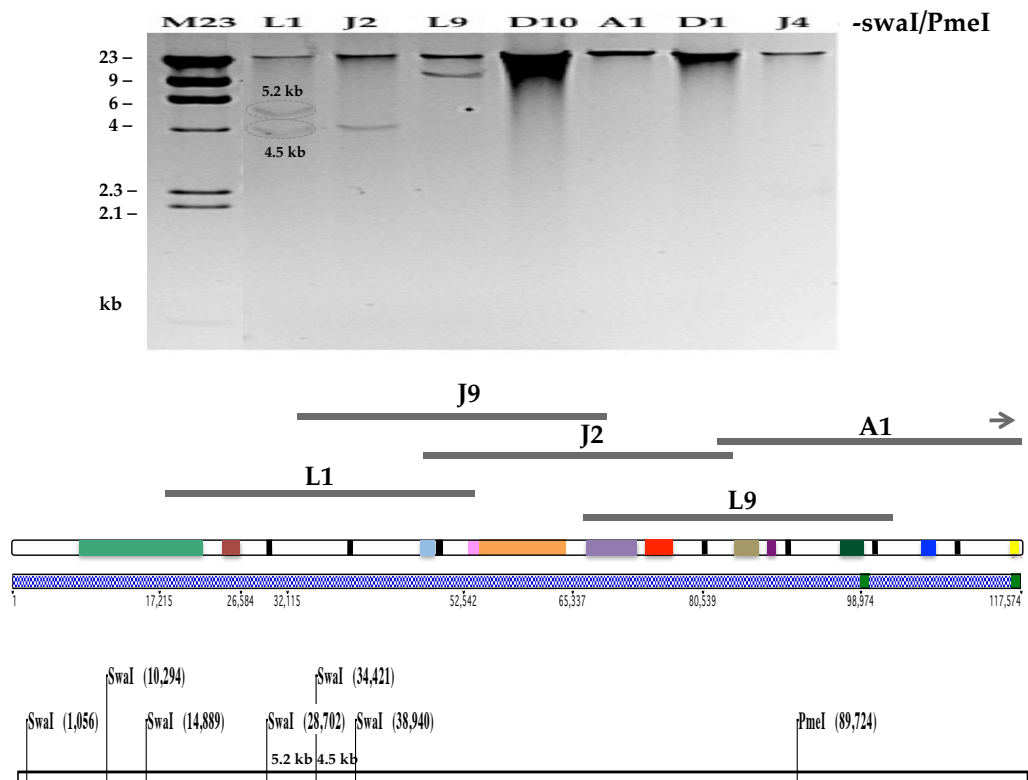 M23 L1 J2 L9 D10 A1 D1 J4 -swaI/PmeI
23 –
9 –
5.2 kb
6 –
4 –
4.5 kb
2.3 –
2.1 –
kb
J9
A1
J2
L1
L9
1 17,215 26,584 32,115 52,542 65,337 80,539 98,974 117,574
SwaI (10,294) SwaI (34,421)
SwaI (1,056) SwaI (14,889) SwaI (28,702) SwaI (38,940) PmeI (89,724)
5.2 kb 4.5 kb